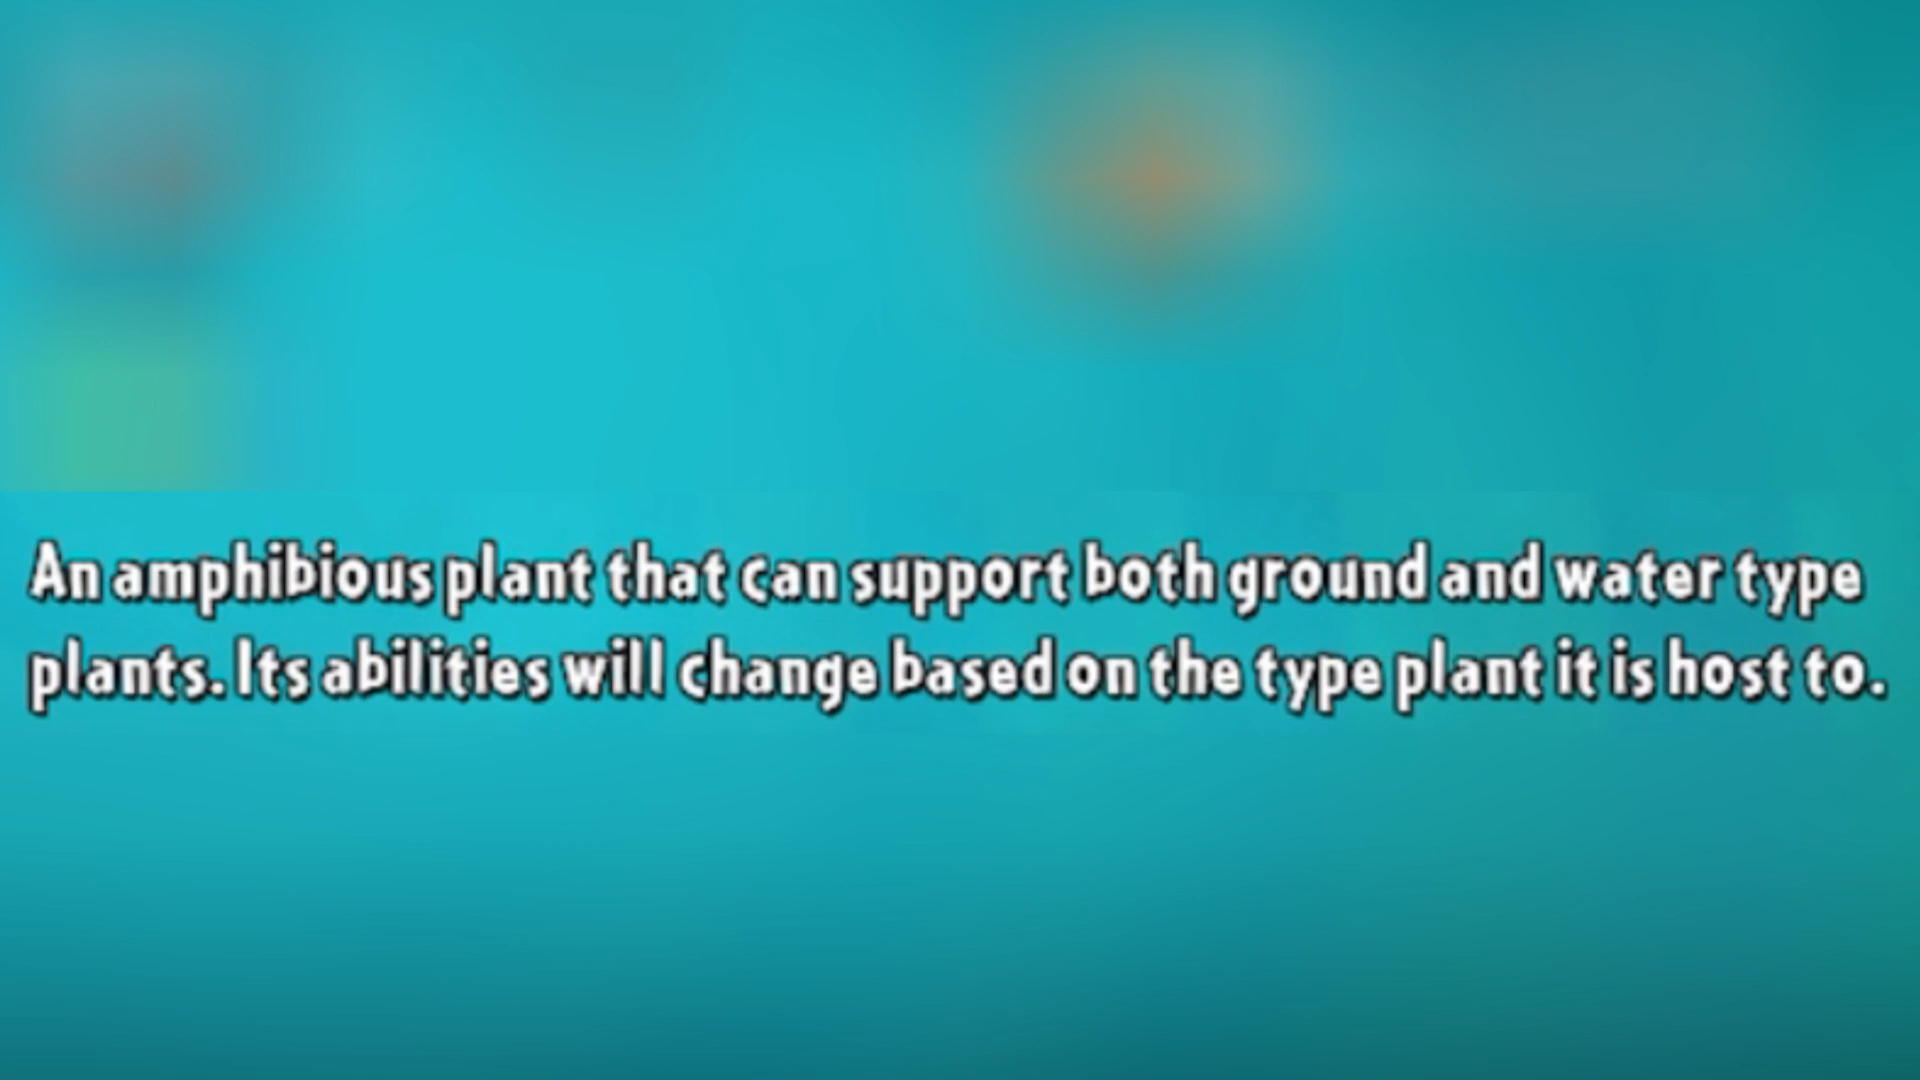 An amphibious plant that can support both ground and water type
plants. Its abilities will change based on the type plant it is host to.